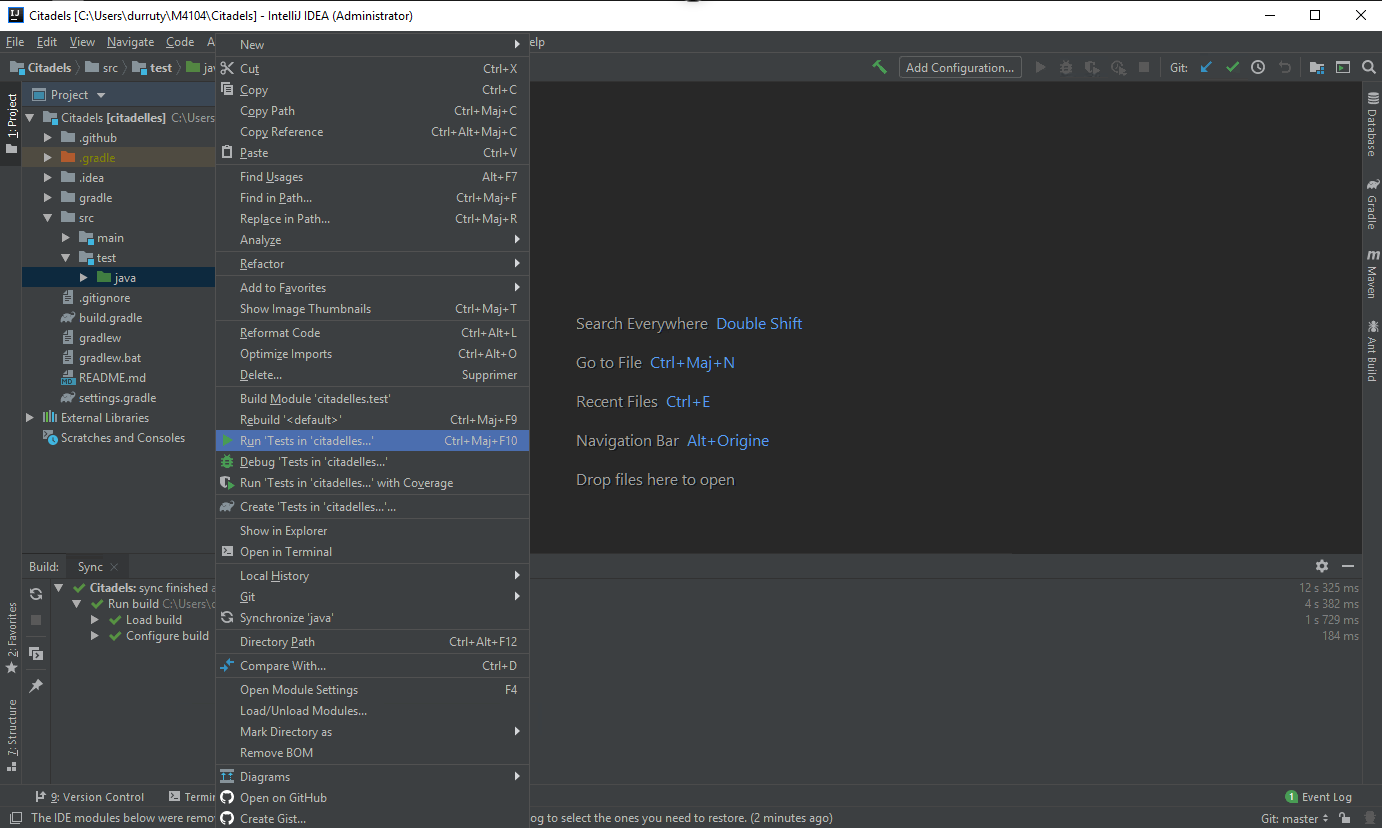 Citadels [C:\Users\durruty\M4104\Citadels] - IntelliJ IDEA (Administrator)
File Edit View Navigate Code A elp
Citadels src test ja Add Configuration... Git:
1: Project
Project
Citadels [citadelles] C:\Users
.github
.gradle
.idea
gradle
src
main
test
java
.gitignore
build.gradle
gradlew
gradlew.bat
README.md
settings.gradle
External Libraries
Scratches and Consoles
New
Cut Ctrl+X
Copy Ctrl+C
Copy Path Ctrl+Maj+C
Copy Reference Ctrl+Alt+Maj+C
Paste Ctrl+V
Find Usages Alt+F7
Find in Path... Ctrl+Maj+F
Replace in Path... Ctrl+Maj+R
Analyze
Refactor
Add to Favorites
Show Image Thumbnails Ctrl+Maj+T
Reformat Code Ctrl+Alt+L
Optimize Imports Ctrl+Alt+O
Delete... Supprimer
Build Module 'citadelles.test'
Rebuild '<default>' Ctrl+Maj+F9
Run 'Tests in 'citadelles...' Ctrl+Maj+F10
Debug 'Tests in 'citadelles...'
Run 'Tests in 'citadelles...' with Coverage
Create 'Tests in 'citadelles...'...
Show in Explorer
Open in Terminal
Local History
Git
Synchronize 'java'
Directory Path Ctrl+Alt+F12
Compare With... Ctrl+D
Open Module Settings F4
Load/Unload Modules...
Mark Directory as
Remove BOM
Diagrams
Open on GitHub
Create Gist...
Search Everywhere Double Shift
Go to File Ctrl+Maj+N
Recent Files Ctrl+E
Navigation Bar Alt+Origine
Drop files here to open
Database
Gradle
m
Maven
Ant Build
2: Favorites
7: Structure
Build: Sync
Citadels: sync finished a 12 s 325 ms
Run build C:\Users\d 4 s 382 ms
Load build 1 s 729 ms
Configure build 184 ms
9: Version Control Termin 1 Event Log
The IDE modules below were remo og to select the ones you need to restore. (2 minutes ago) Git: master